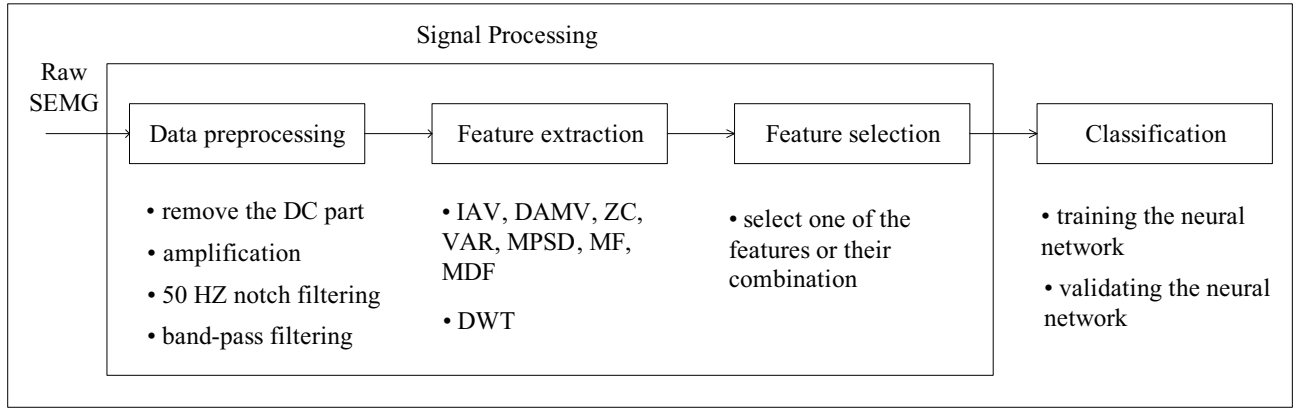 Signal Processing
Raw
SEMG
Data preprocessing
Feature extraction
Feature selection
Classification
• remove the DC part
• amplification
• 50 HZ notch filtering
• band-pass filtering
• IAV, DAMV, ZC,
VAR, MPSD, MF,
MDF
• DWT
• select one of the
features or their
combination
• training the neural
network
• validating the neural
network